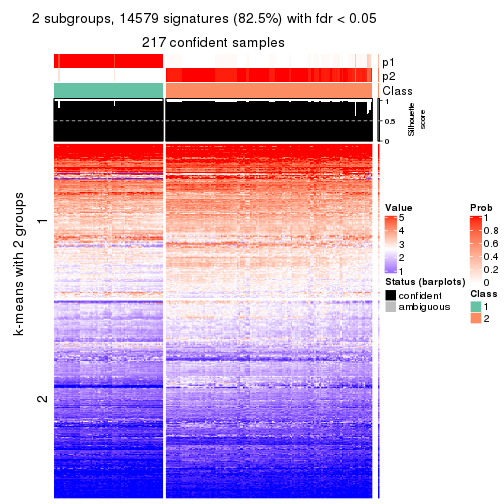 2 subgroups, 14579 signatures (82.5%) with fdr < 0.05
217 confident samples
p1
p2
Class
1
0.5
0
Silhouette
score
k-means with 2 groups
1
2
Value
5
4
3
2
1
Status (barplots)
confident
ambiguous
Prob
1
0.8
0.6
0.4
0.2
0
Class
1
2